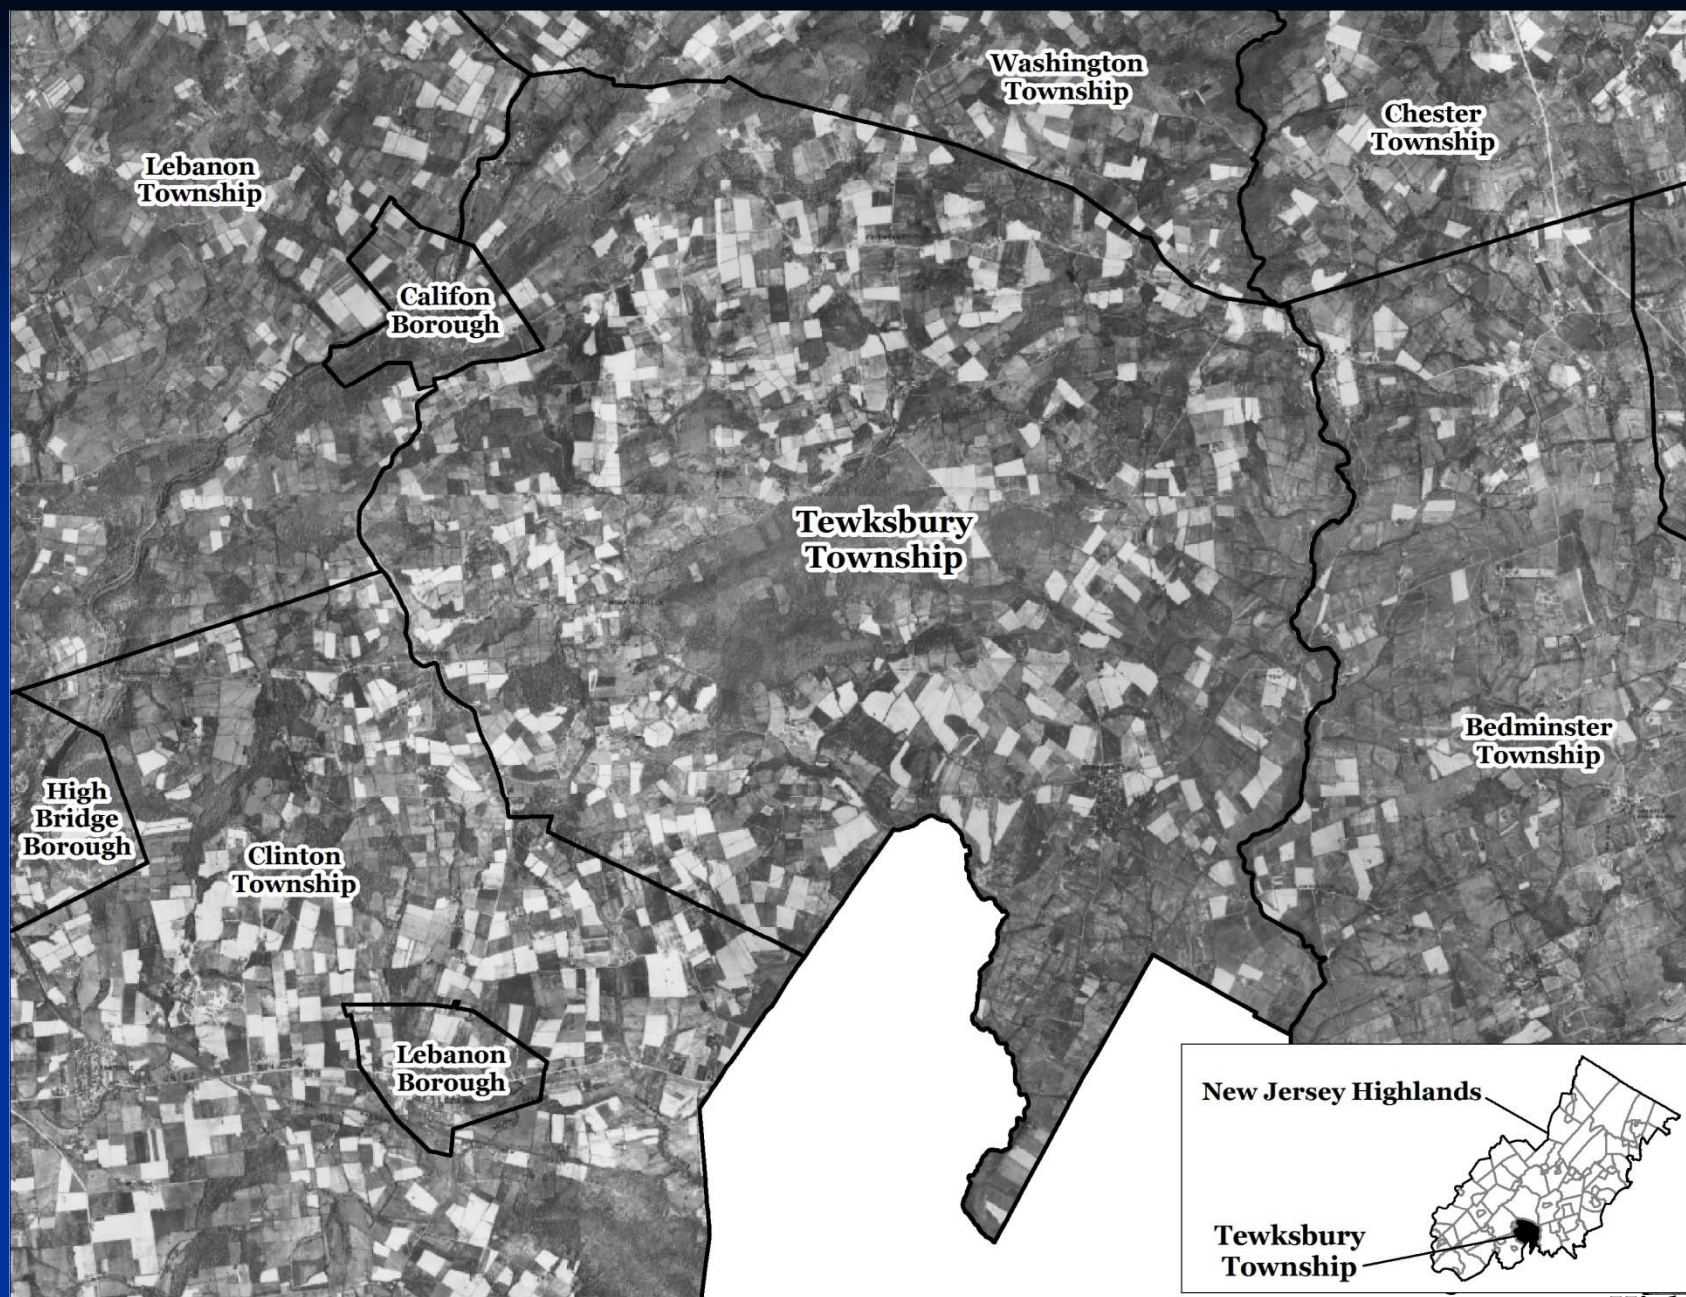 Washington
Township
Chester
Township
Lebanon
Township
Califon
Borough
Tewksbury
Township
Bedminster
Township
High
Bridge
Borough
Clinton
Township
Lebanon
Borough
New Jersey Highlands
Tewksbury
Township